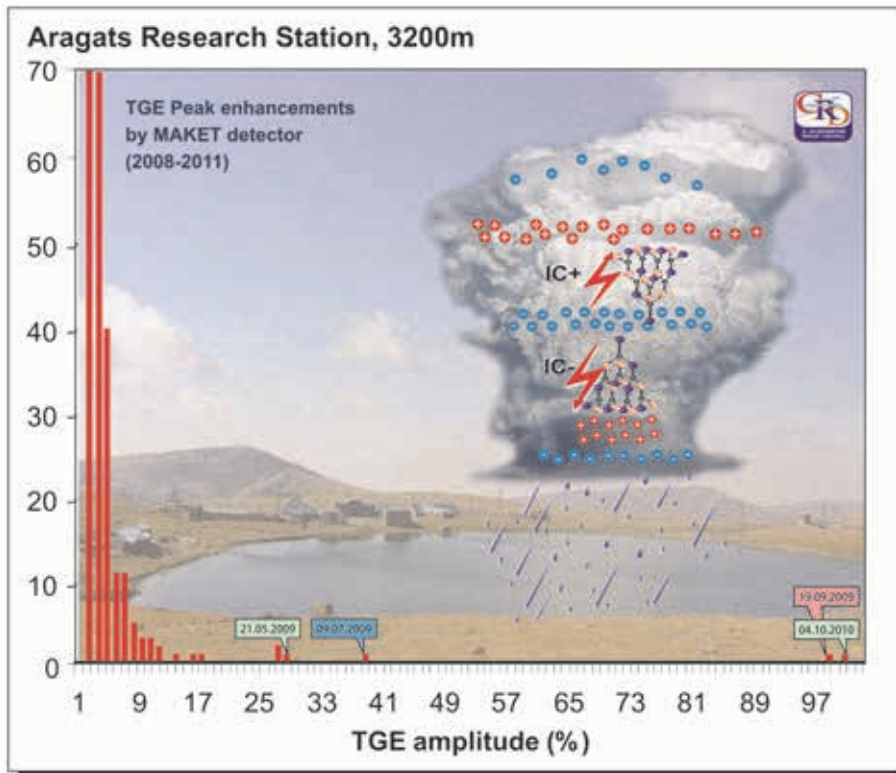 Aragats Research Station, 3200m
TGE Peak enhancements
by MAKET detector
(2008-2011)
CRD
70
60
50
40
30
20
10
0
IC+
IC-
21.05.2009
09.07.2009
19.09.2009
04.10.2010
1 9 17 25 33 41 49 57 65 73 81 89 97
TGE amplitude (%)